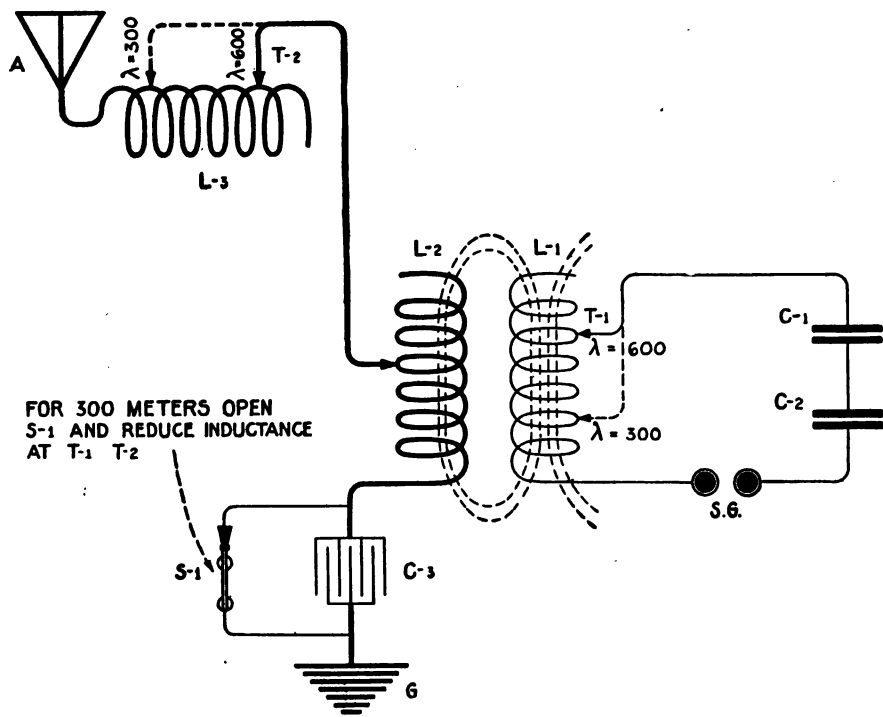 A
λ=300
λ=600
T-2
L-3
L-2
L-1
T-1
λ = 600
λ = 300
C-1
C-2
S.G.
FOR 300 METERS OPEN
S-1 AND REDUCE INDUCTANCE
AT T-1 T-2
S-1
C-3
G